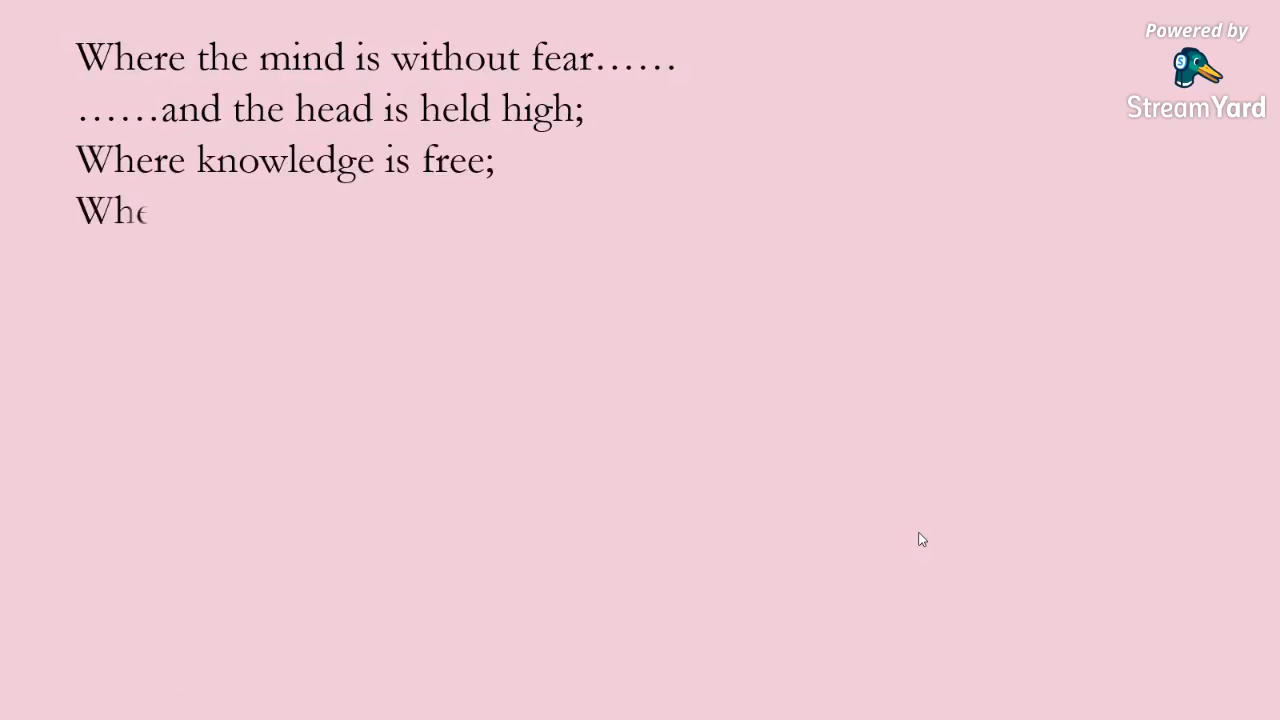 Where the mind is without fear……
……and the head is held high;
Where knowledge is free;
Whe
Powered by
StreamYard